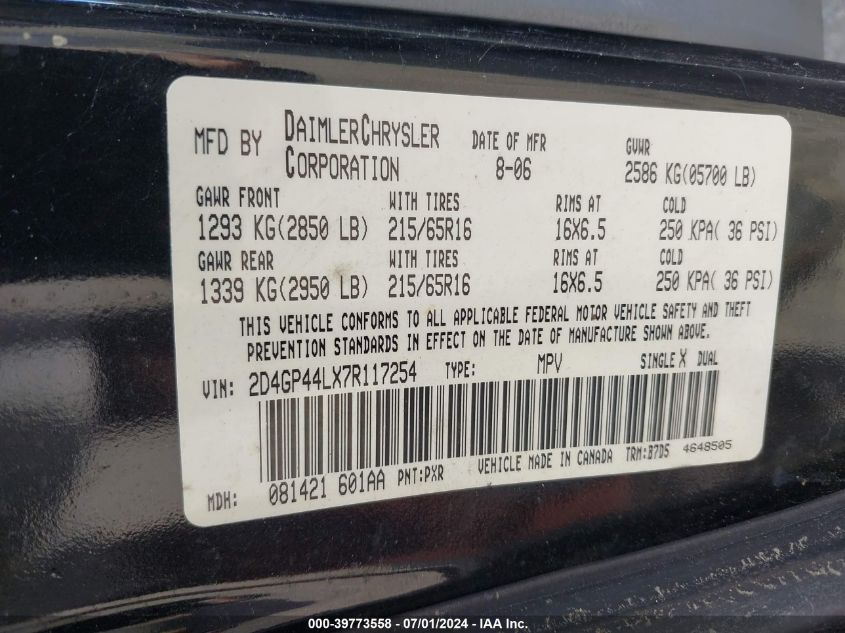 MFD BY DAIMLERCHRYSLER CORPORATION DATE OF MFR 8-06 GVWR 2586 KG(05700 LB)
GAWR FRONT WITH TIRES RIMS AT COLD
1293 KG(2850 LB) 215/65R16 16X6.5 250 KPA( 36 PSI)
GAWR REAR WITH TIRES RIMS AT COLD
1339 KG(2950 LB) 215/65R16 16X6.5 250 KPA( 36 PSI)
THIS VEHICLE CONFORMS TO ALL APPLICABLE FEDERAL MOTOR VEHICLE SAFETY AND THEFT
PREVENTION STANDARDS IN EFFECT ON THE DATE OF MANUFACTURE SHOWN ABOVE.
VIN: 2D4GP44LX7R117254 TYPE: MPV SINGLE X DUAL
MDH: 081421 601AA PNT:PXR VEHICLE MADE IN CANADA TRM:B7D5 4648505
000-39773558 - 07/01/2024 - IAA Inc.